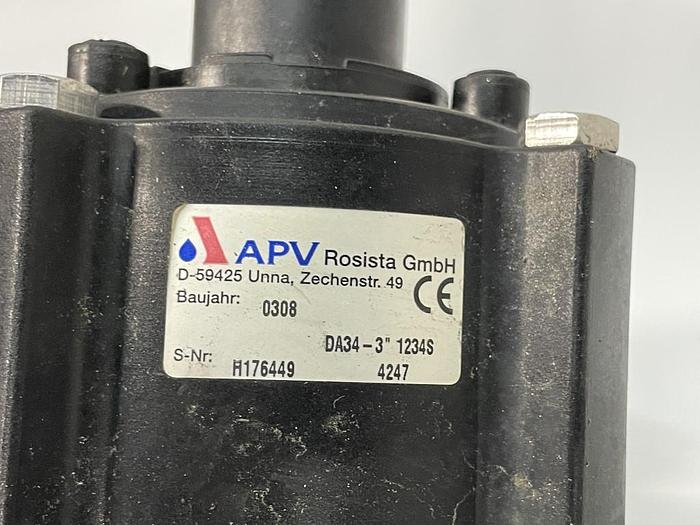 APV Rosista GmbH
D-59425 Unna, Zechenstr. 49
CE
Baujahr: 0308
DA34-3" 1234S
S-Nr: H176449 4247